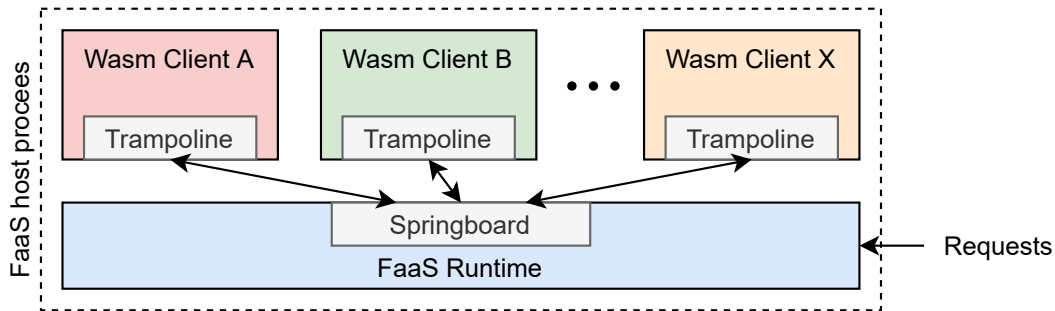 Wasm Client A
Wasm Client B
Wasm Client X
Trampoline
Trampoline
Trampoline
FaaS host procees
Springboard
FaaS Runtime
Requests